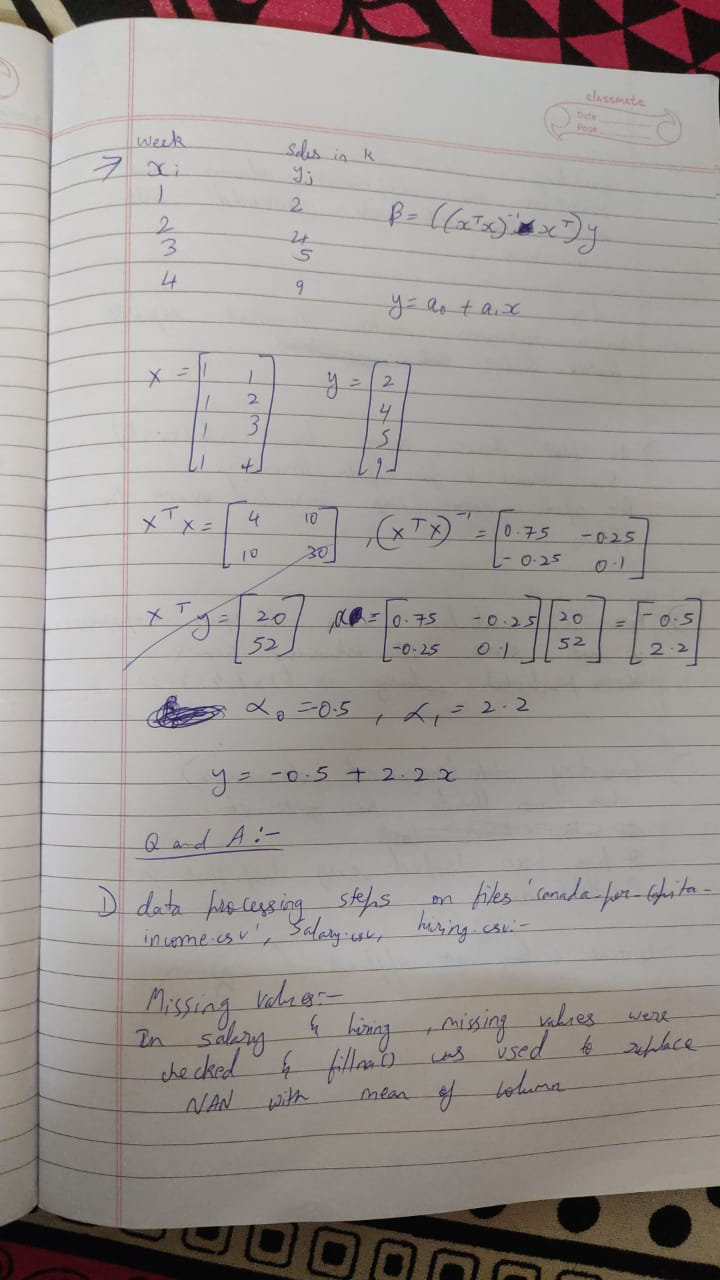 classmate
Date
Page
week Sales in k
→ xi yj
1 2
2 4
3 5
4 9
β = ((xᵀx)⁻¹ xᵀ)y
y = a₀ + a₁x
X = [1 1; 1 2; 1 3; 1 4] y = [2; 4; 5; 9]
Xᵀ X = [4 10; 10 30], (XᵀX)⁻¹ = [0.75 -0.25; -0.25 0.1]
Xᵀ y = [20; 52] = [0.75 -0.25; -0.25 0.1] [20; 52] = [-0.5; 2.2]
α₀ = -0.5, α₁ = 2.2
y = -0.5 + 2.2x
Q and A :-
1) data processing steps on files 'canada-per-capita-
income.csv', Salary.csv, hiring.csv:-
Missing values:-
In salary & hiring, missing values were
checked & fillna() was used to replace
NAN with mean of column